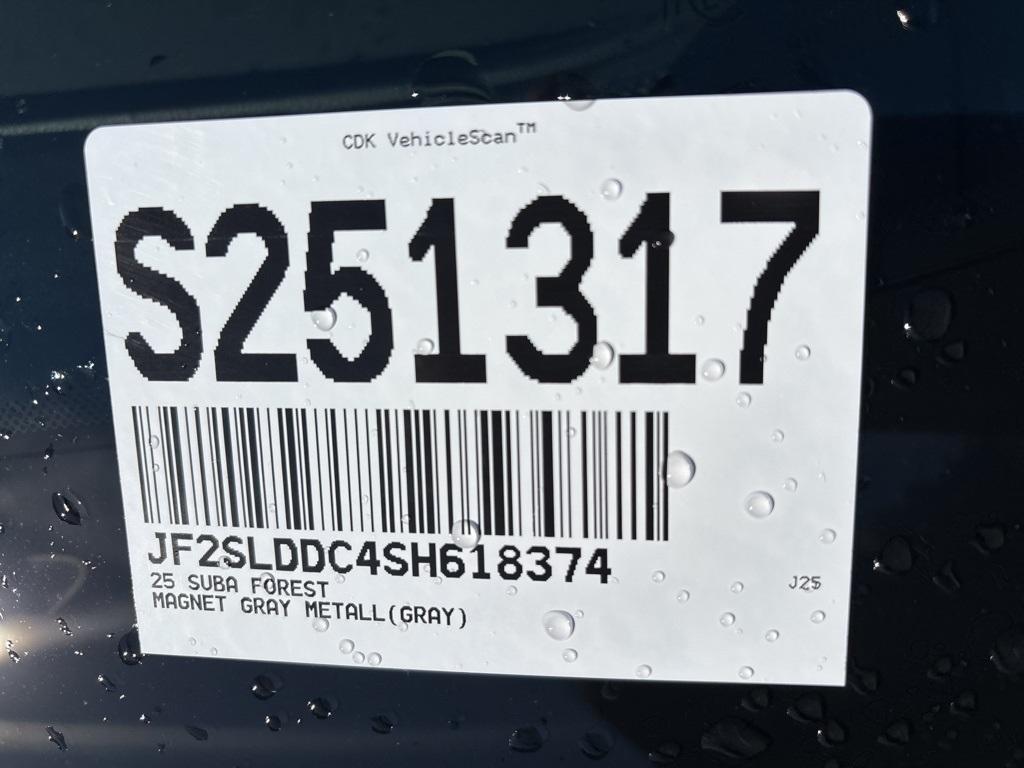 CDK VehicleScan™
S251317
JF2SLDDC4SH618374
25 SUBA FOREST
J25
MAGNET GRAY METALL(GRAY)